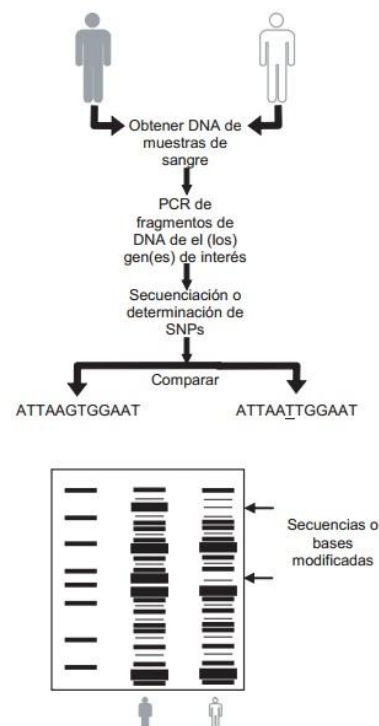 Obtener DNA de
muestras de
sangre
PCR de
fragmentos de
DNA de el (los)
gen(es) de interés
Secuenciación o
determinación de
SNPs
Comparar
ATTAAGTGGAAT
ATTAATTGGAAT
Secuencias o
bases
modificadas